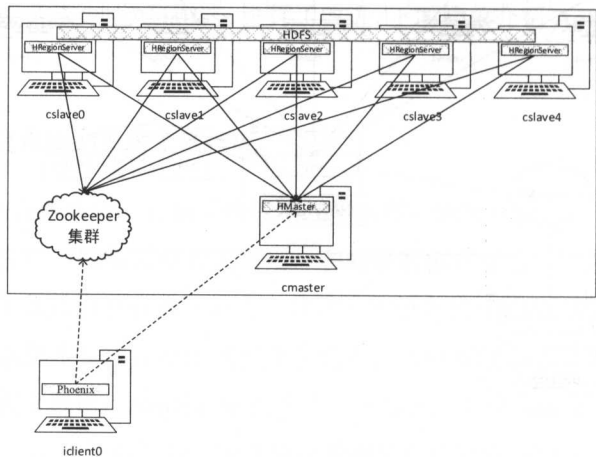 HDFS
HRegionServer
HRegionServer
HRegionServer
HRegionServer
HRegionServer
cslave0
cslave1
cslave2
cslave3
cslave4
Zookeeper
集群
HMaster
cmaster
Phoenix
iclient0